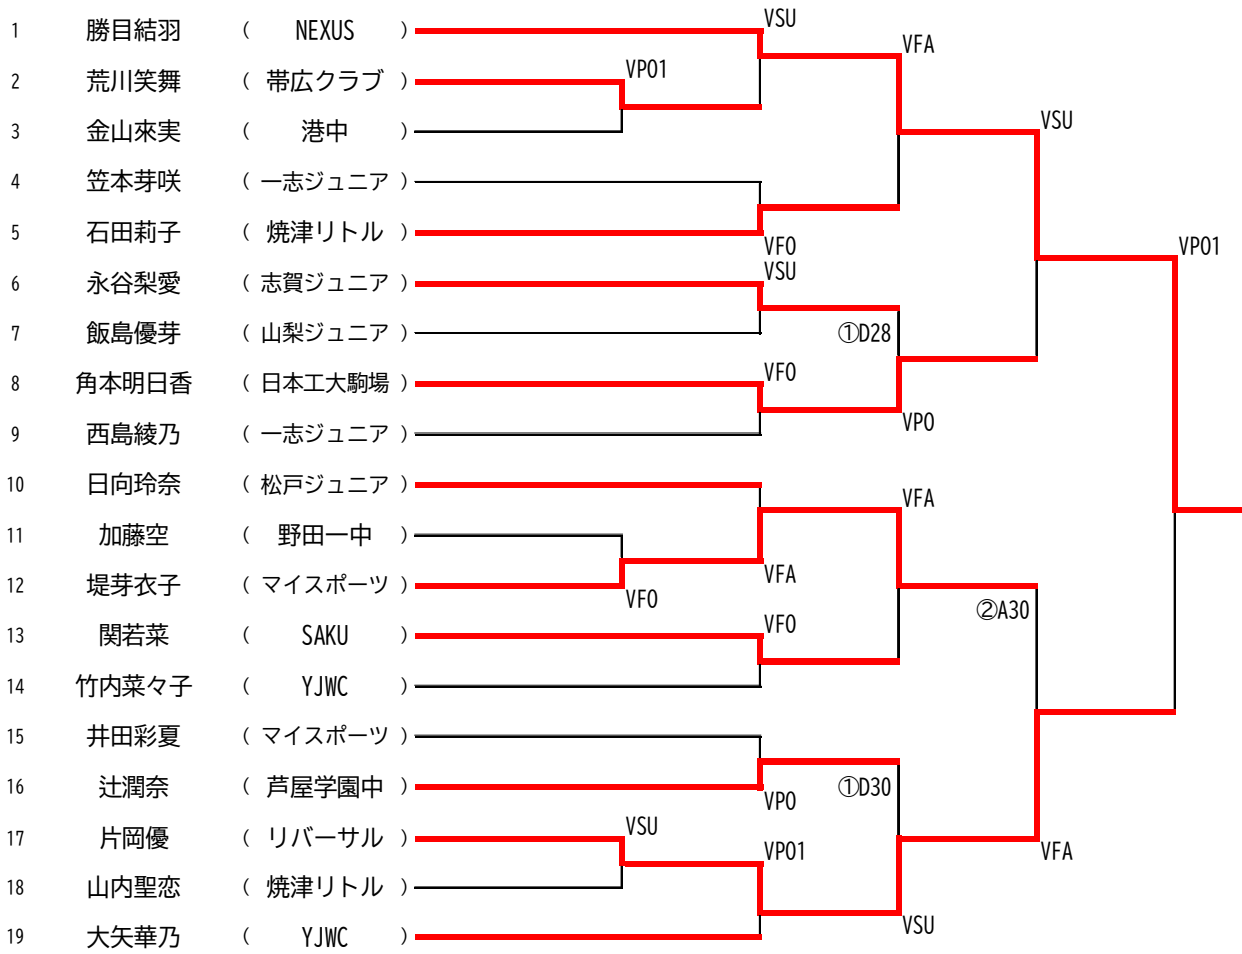 1 勝目結羽 ( NEXUS ) VSU
VFA
2 荒川笑舞 ( 帯広クラブ ) VPO1
3 金山來実 ( 港中 ) VSU
4 笠本芽咲 ( 一志ジュニア )
5 石田莉子 ( 焼津リトル ) VFO VPO1
6 永谷梨愛 ( 志賀ジュニア ) VSU
7 飯島優芽 ( 山梨ジュニア ) ①D28
8 角本明日香 ( 日本工大駒場 ) VFO
9 西島綾乃 ( 一志ジュニア ) VPO
10 日向玲奈 ( 松戸ジュニア ) VFA
11 加藤空 ( 野田一中 )
12 堤芽衣子 ( マイスポーツ ) VFO VFA
②A30
13 関若菜 ( SAKU ) VFO
14 竹内菜々子 ( YJWC )
15 井田彩夏 ( マイスポーツ )
16 辻潤奈 ( 芦屋学園中 ) VPO ①D30
17 片岡優 ( リバーサル ) VSU VPO1 VFA
18 山内聖恋 ( 焼津リトル )
19 大矢華乃 ( YJWC ) VSU